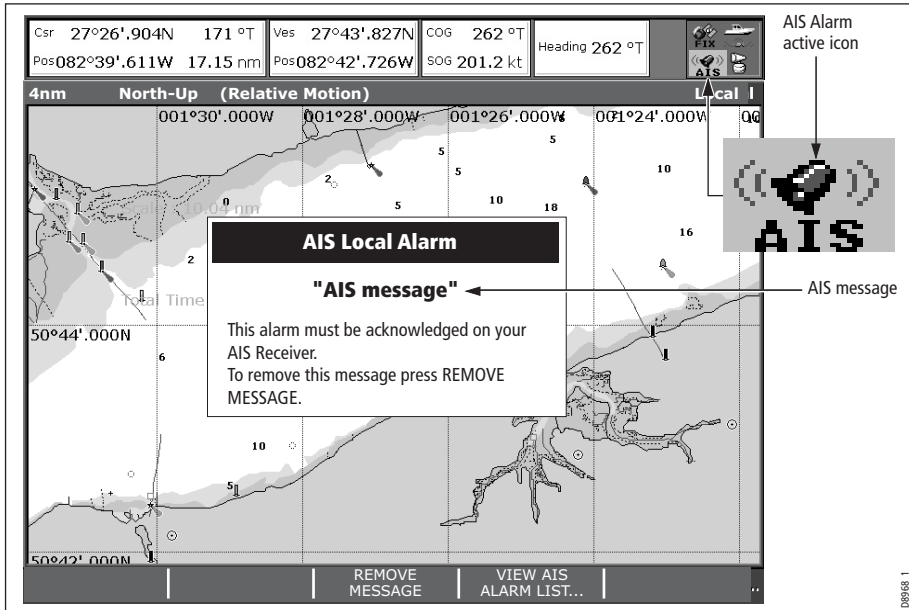 Csr 27°26'.904N 171 °T
Pos082°39'.611W 17.15 nm
Ves 27°43'.827N
Pos082°42'.726W
COG 262 °T
SOG 201.2 kt
Heading 262 °T
FIX
AIS
AIS Alarm
active icon
4nm North-Up (Relative Motion) Local
001°30'.000W 001°28'.000W 001°26'.000W 001°24'.000W
5
5
5
10
2
0
10.04 nm
5
10
18
16
2
AIS
AIS Local Alarm
"AIS message"
AIS message
Total Time
This alarm must be acknowledged on your
AIS Receiver.
To remove this message press REMOVE
MESSAGE.
50°44'.000N
6
10
5
50°42'.000N
REMOVE
MESSAGE
VIEW AIS
ALARM LIST...
D8968_1